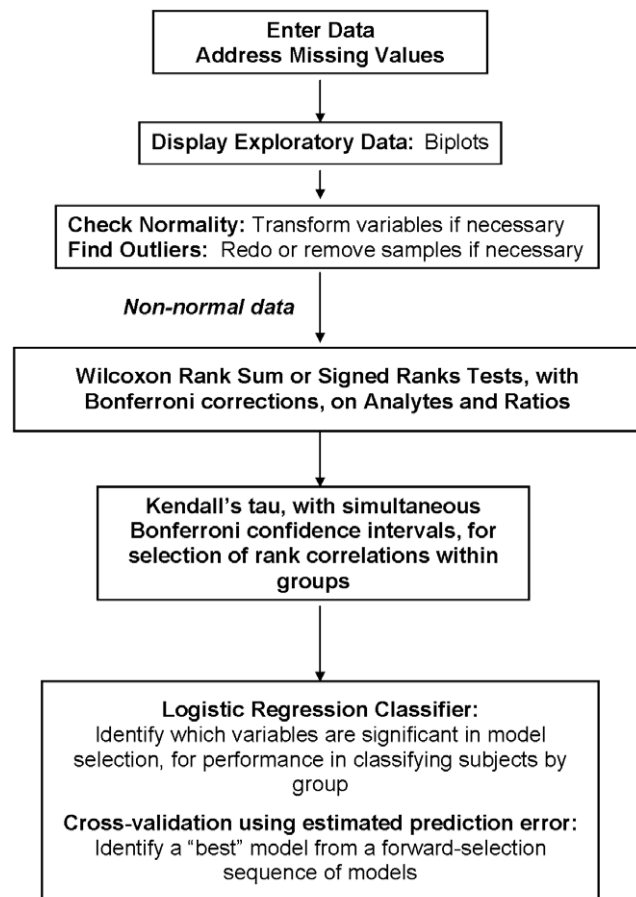 Enter Data
Address Missing Values
Display Exploratory Data: Biplots
Check Normality: Transform variables if necessary
Find Outliers: Redo or remove samples if necessary
Non-normal data
Wilcoxon Rank Sum or Signed Ranks Tests, with
Bonferroni corrections, on Analytes and Ratios
Kendall's tau, with simultaneous
Bonferroni confidence intervals, for
selection of rank correlations within
groups
Logistic Regression Classifier:
Identify which variables are significant in model
selection, for performance in classifying subjects by
group
Cross-validation using estimated prediction error:
Identify a “best” model from a forward-selection
sequence of models